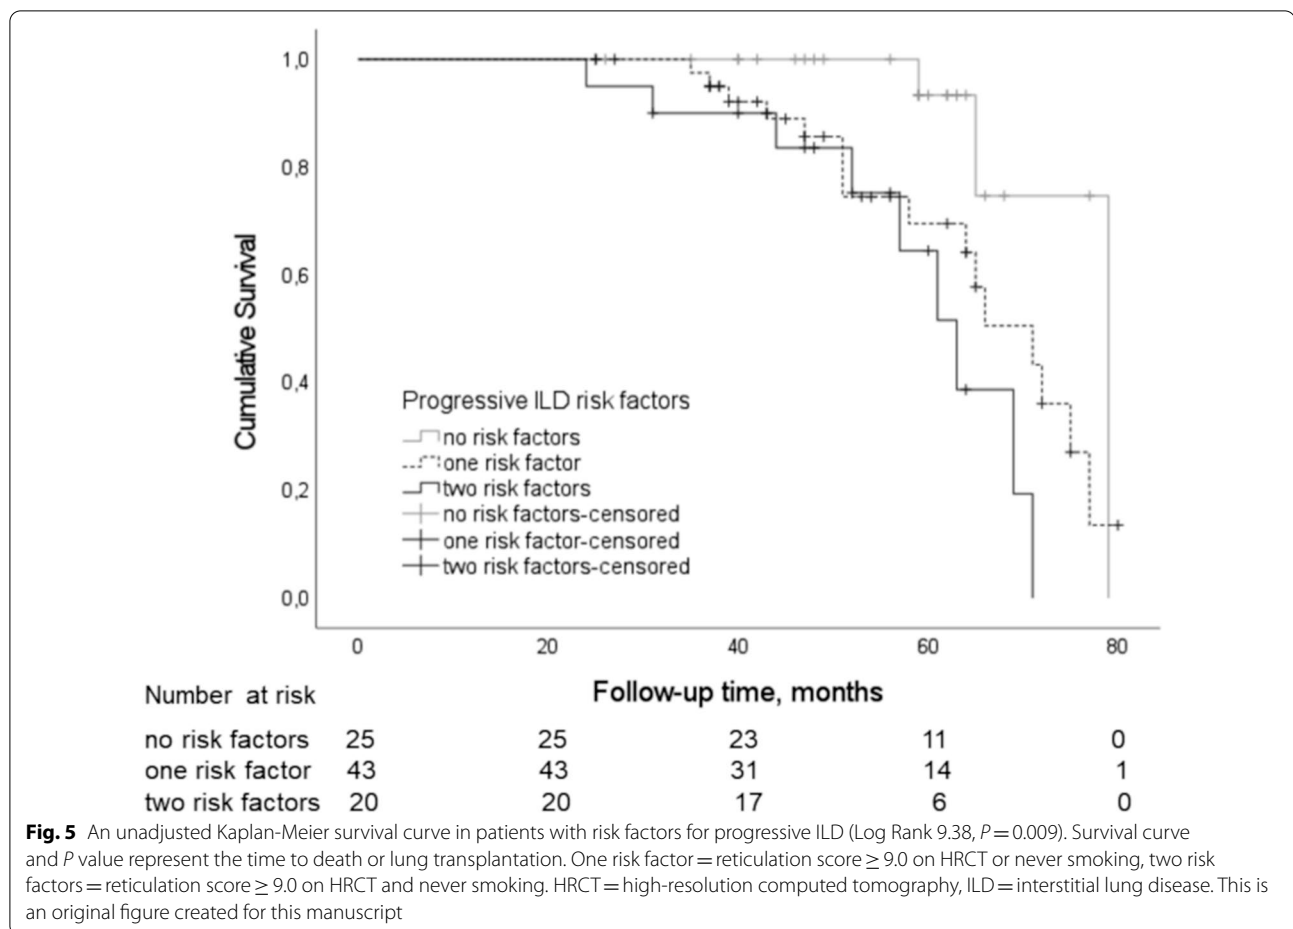 1,0
0,8
0,6
0,4
0,2
0,0
Cumulative Survival
Progressive ILD risk factors
no risk factors
one risk factor
two risk factors
no risk factors-censored
one risk factor-censored
two risk factors-censored
0 20 40 60 80
Number at risk Follow-up time, months
no risk factors 25 25 23 11 0
one risk factor 43 43 31 14 1
two risk factors 20 20 17 6 0
Fig. 5 An unadjusted Kaplan-Meier survival curve in patients with risk factors for progressive ILD (Log Rank 9.38, P = 0.009). Survival curve
and P value represent the time to death or lung transplantation. One risk factor = reticulation score ≥ 9.0 on HRCT or never smoking, two risk
factors = reticulation score ≥ 9.0 on HRCT and never smoking. HRCT = high-resolution computed tomography, ILD = interstitial lung disease. This is
an original figure created for this manuscript